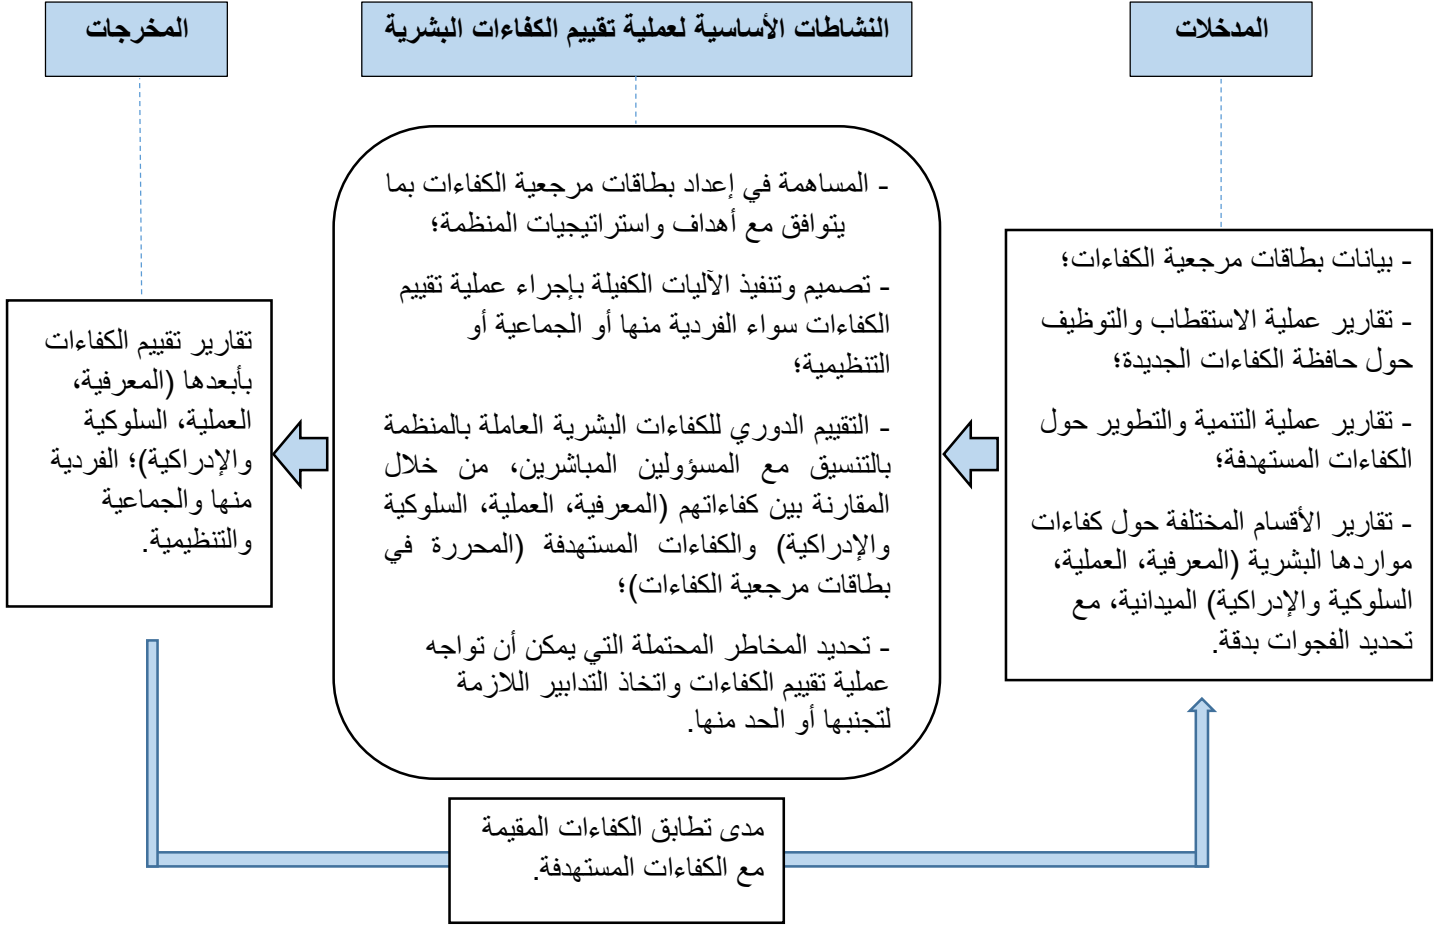 المدخلات
النشاطات الأساسية لعملية تقييم الكفاءات البشرية
المخرجات
- بيانات بطاقات مرجعية الكفاءات؛
- تقارير عملية الاستقطاب والتوظيف
حول حافظة الكفاءات الجديدة؛
- تقارير عملية التنمية والتطوير حول
الكفاءات المستهدفة؛
- تقارير الأقسام المختلفة حول كفاءات
مواردها البشرية (المعرفية، العملية،
السلوكية والإدراكية) الميدانية، مع
تحديد الفجوات بدقة.
- المساهمة في إعداد بطاقات مرجعية الكفاءات بما
يتوافق مع أهداف واستراتيجيات المنظمة؛
- تصميم وتنفيذ الآليات الكفيلة بإجراء عملية تقييم
الكفاءات سواء الفردية منها أو الجماعية أو
التنظيمية؛
- التقييم الدوري للكفاءات البشرية العاملة بالمنظمة
بالتنسيق مع المسؤولين المباشرين، من خلال
المقارنة بين كفاءاتهم (المعرفية، العملية، السلوكية
والإدراكية) والكفاءات المستهدفة (المحررة في
بطاقات مرجعية الكفاءات)؛
- تحديد المخاطر المحتملة التي يمكن أن تواجه
عملية تقييم الكفاءات واتخاذ التدابير اللازمة
لتجنبها أو الحد منها.
تقارير تقييم الكفاءات
بأبعدها (المعرفية،
العملية، السلوكية
والإدراكية)؛ الفردية
منها والجماعية
والتنظيمية.
مدى تطابق الكفاءات المقيمة
مع الكفاءات المستهدفة.